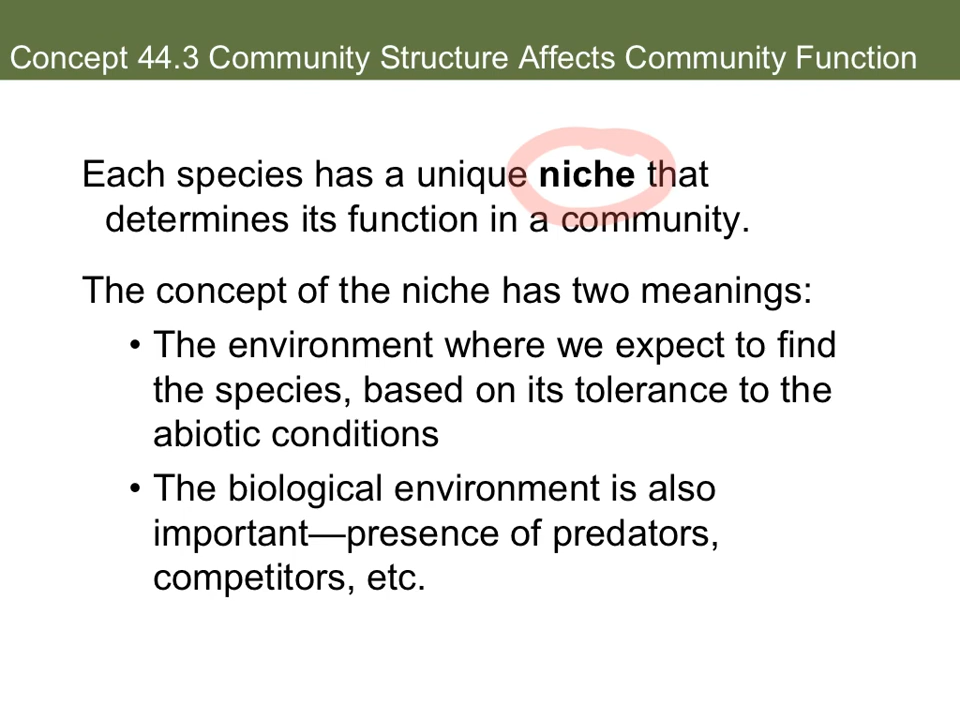 Concept 44.3 Community Structure Affects Community Function
Each species has a unique niche that
determines its function in a community.
The concept of the niche has two meanings:
• The environment where we expect to find
the species, based on its tolerance to the
abiotic conditions
• The biological environment is also
important—presence of predators,
competitors, etc.